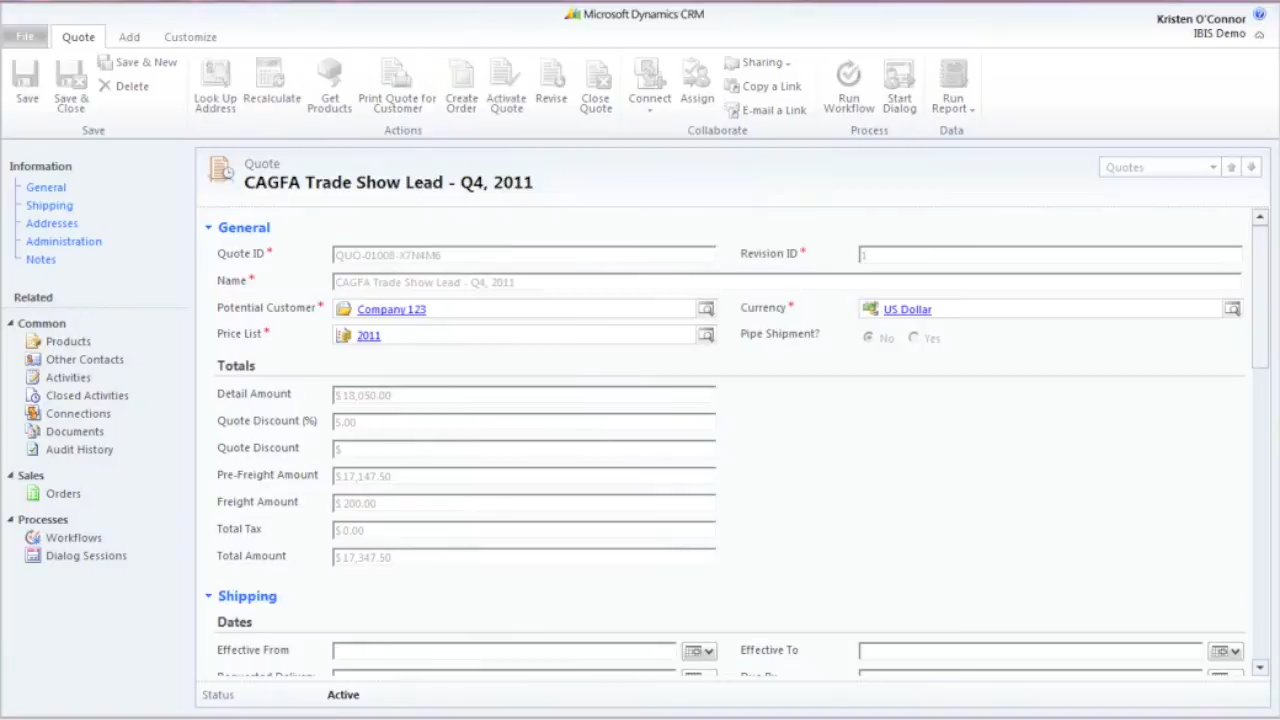 Microsoft Dynamics CRM
Kristen O'Connor
IBIS Demo
File
Quote
Add
Customize
Save
Save & Close
Save & New
Delete
Look Up Address
Recalculate
Get Products
Print Quote for Customer
Create Order
Activate Quote
Revise
Close Quote
Connect
Assign
Sharing
Copy a Link
E-mail a Link
Run Workflow
Start Dialog
Run Report
Save
Actions
Collaborate
Process
Data
Information
General
Shipping
Addresses
Administration
Notes
Related
Common
Products
Other Contacts
Activities
Closed Activities
Connections
Documents
Audit History
Sales
Orders
Processes
Workflows
Dialog Sessions
Quote
CAGFA Trade Show Lead - Q4, 2011
Quotes
General
Quote ID* QUO-01008-X7N4M6
Revision ID* 1
Name* CAGFA Trade Show Lead - Q4, 2011
Potential Customer* Company 123
Currency* US Dollar
Price List* 2011
Pipe Shipment? No Yes
Totals
Detail Amount $18,050.00
Quote Discount (%) 5.00
Quote Discount $
Pre-Freight Amount $17,147.50
Freight Amount $200.00
Total Tax $0.00
Total Amount $17,347.50
Shipping
Dates
Effective From
Effective To
Requested Delivery
Due By
Status Active